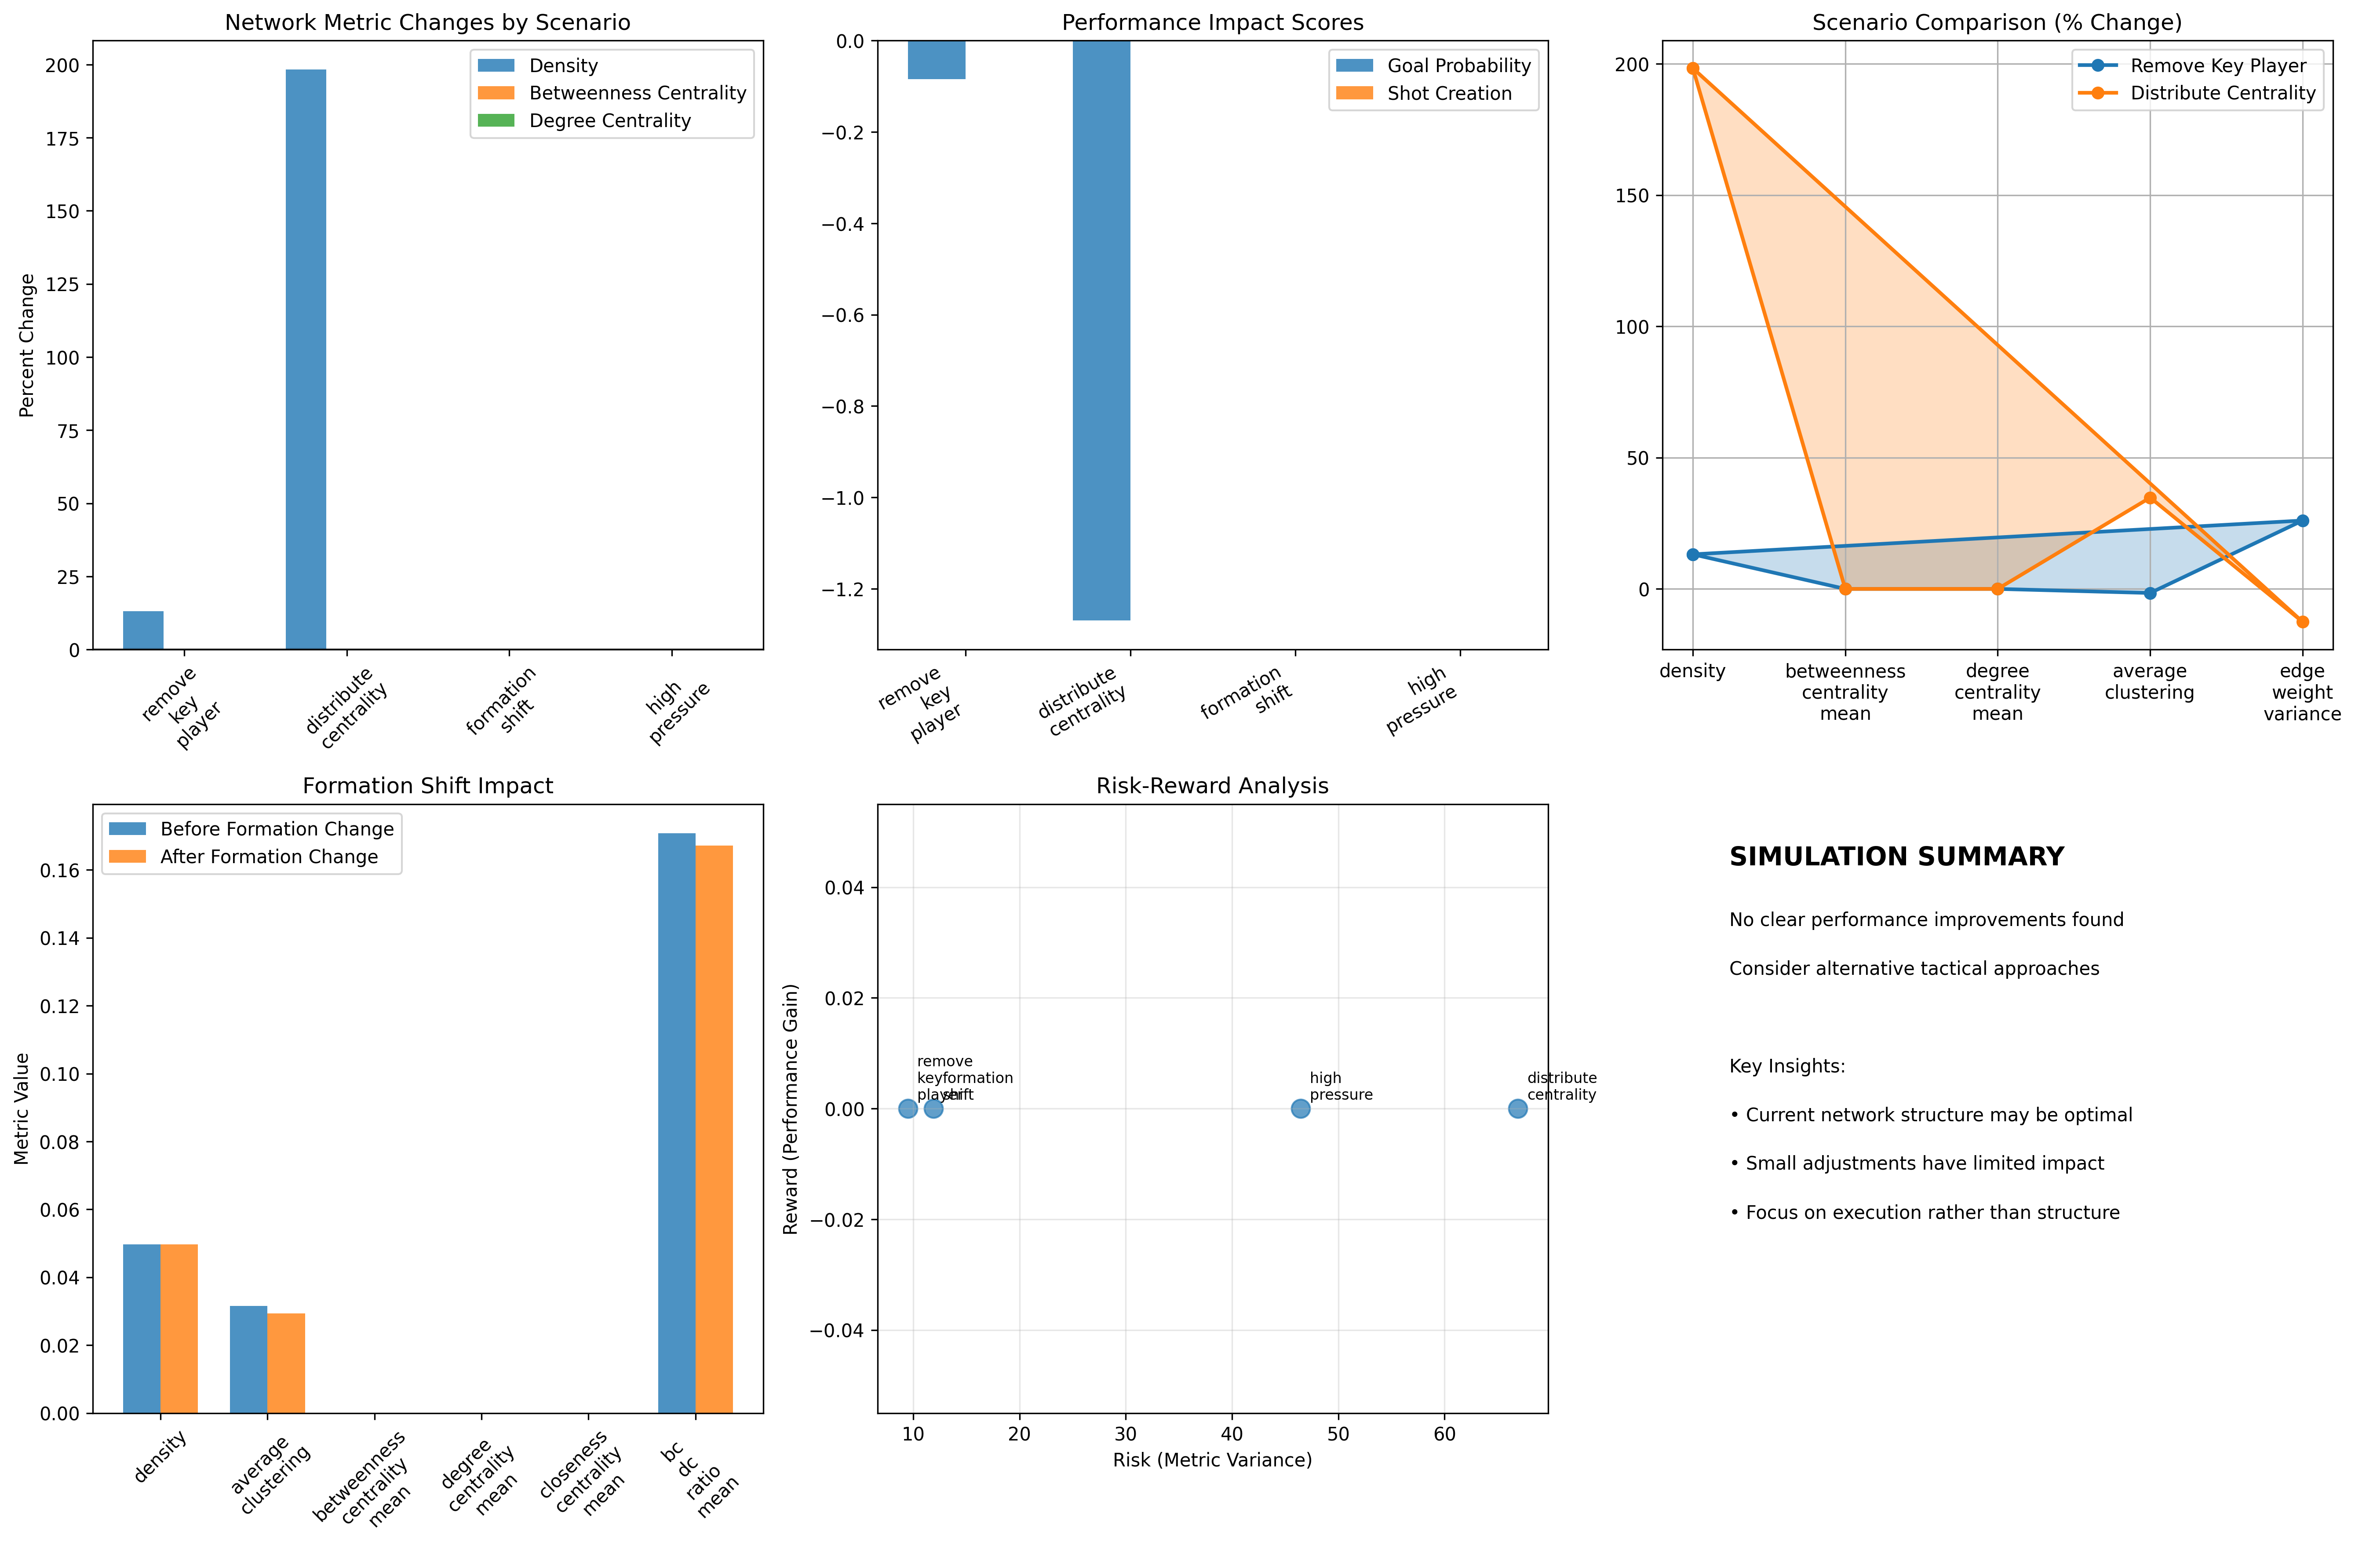 Network Metric Changes by Scenario
Percent Change
200
175
150
125
100
75
50
25
0
Density
Betweenness Centrality
Degree Centrality
remove
key
player
distribute
centrality
formation
shift
high
pressure
Performance Impact Scores
0.0
−0.2
−0.4
−0.6
−0.8
−1.0
−1.2
Goal Probability
Shot Creation
remove
key
player
distribute
centrality
formation
shift
high
pressure
Scenario Comparison (% Change)
200
150
100
50
0
Remove Key Player
Distribute Centrality
density
betweenness
centrality
mean
degree
centrality
mean
average
clustering
edge
weight
variance
Formation Shift Impact
Metric Value
0.16
0.14
0.12
0.10
0.08
0.06
0.04
0.02
0.00
Before Formation Change
After Formation Change
density
average
clustering
betweenness
centrality
mean
degree
centrality
mean
closeness
centrality
mean
bc
dc
ratio
mean
Risk-Reward Analysis
Reward (Performance Gain)
0.04
0.02
0.00
−0.02
−0.04
remove
key
player
formation
shift
high
pressure
distribute
centrality
10 20 30 40 50 60
Risk (Metric Variance)
SIMULATION SUMMARY
No clear performance improvements found
Consider alternative tactical approaches
Key Insights:
• Current network structure may be optimal
• Small adjustments have limited impact
• Focus on execution rather than structure